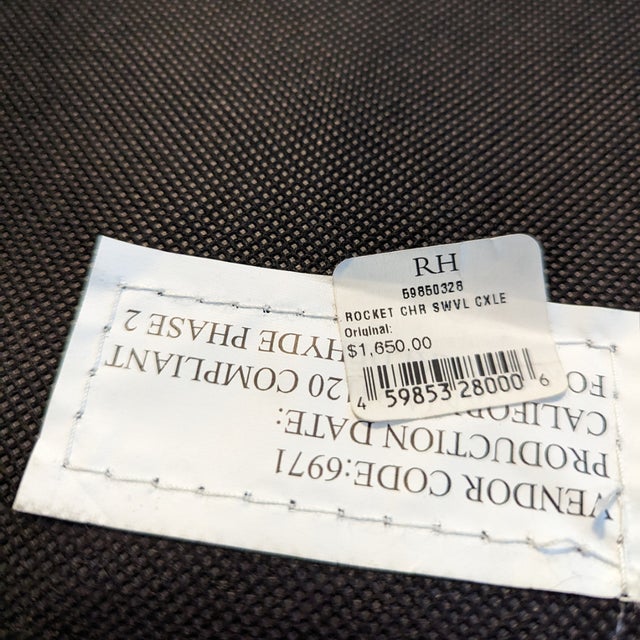 RH
59850328
ROCKET CHR SWVL CXLE
Original:
$1,650.00
4 59853 28000 6
VENDOR CODE:6971
PRODUCTION DATE:
CALIFOR
FO 20 COMPLIANT
HYDE PHASE 2